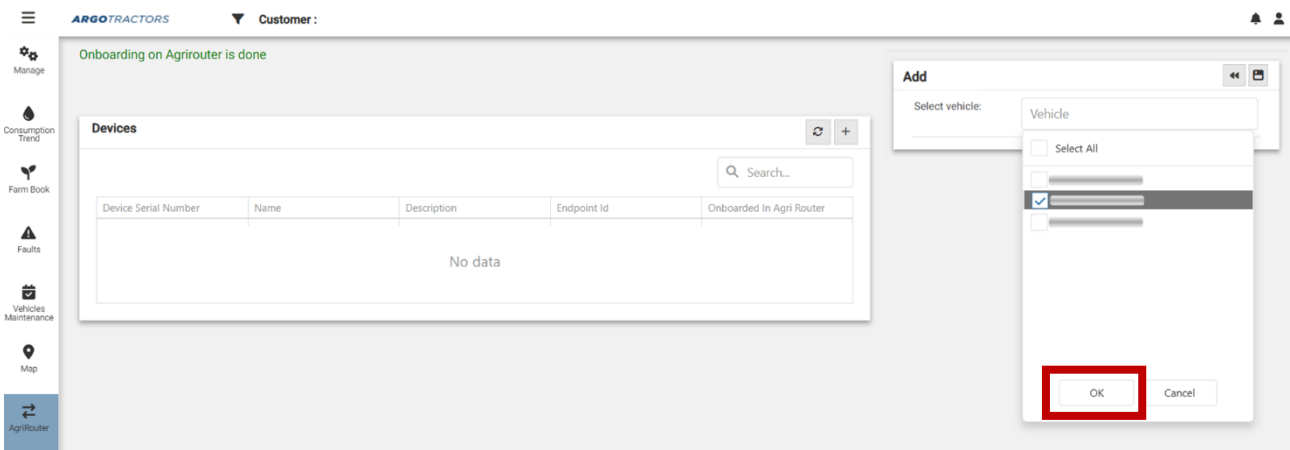 ARGOTRACTORS
Customer :
Manage
Consumption
Trend
Farm Book
Faults
Vehicles
Maintenance
Map
AgriRouter
Onboarding on Agrirouter is done
Devices
Search...
Device Serial Number Name Description Endpoint Id Onboarded In Agri Router
No data
Add
Select vehicle:
Vehicle
Select All
OK Cancel